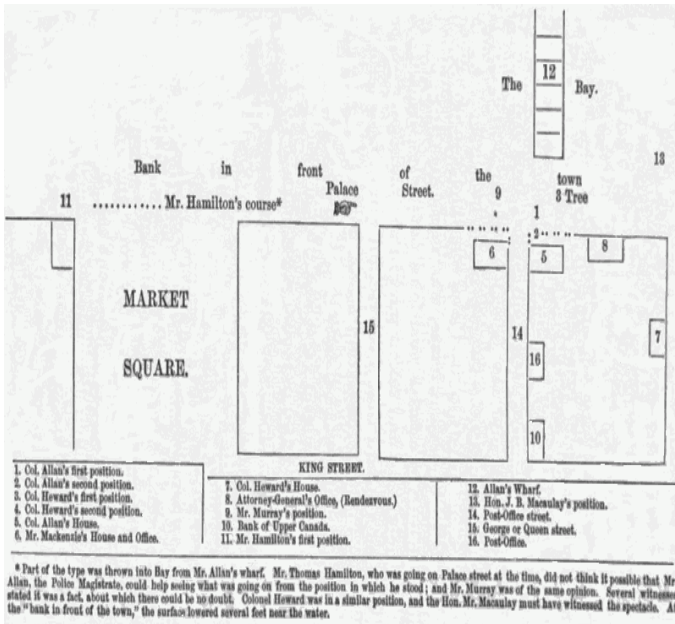 12
The Bay.
13
Bank in front of the town
Palace Street. 9 3 Tree
11 ............ Mr. Hamilton's course*
1
2
6 5 8
MARKET
SQUARE.
15
14
7
16
10
KING STREET.
1. Col. Allan's first position.
2. Col. Allan's second position.
3. Col. Heward's first position.
4. Col. Heward's second position.
5. Col. Allan's House.
6. Mr. Mackenzie's House and Office.
7. Col. Heward's House.
8. Attorney-General's Office, (Rendezvous.)
9. Mr. Murray's position.
10. Bank of Upper Canada.
11. Mr. Hamilton's first position.
12. Allan's Wharf.
13. Hon. J. B. Macaulay's position.
14. Post-Office street.
15. George or Queen street.
16. Post-Office.
* Part of the type was thrown into Bay from Mr. Allan's wharf. Mr. Thomas Hamilton, who was going on Palace street at the time, did not think it possible that Mr.
Allan, the Police Magistrate, could help seeing what was going on from the position in which he stood; and Mr. Murray was of the same opinion. Several witnesses
stated it was a fact, about which there could be no doubt. Colonel Heward was in a similar position, and the Hon. Mr. Macaulay must have witnessed the spectacle. At
the "bank in front of the town," the surface lowered several feet near the water.